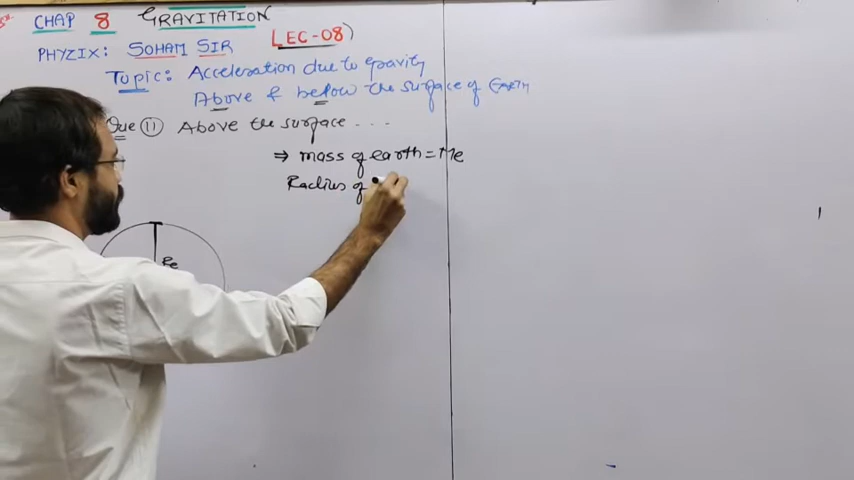 CHAP 8 GRAVITATION
PHYZIX: SOHAM SIR LEC-08)
Topic: Acceleration due to gravity
Above & below the surface of EARTH
Que (1) Above the surface ...
⇒ mass of earth = Me
Radius of
Re